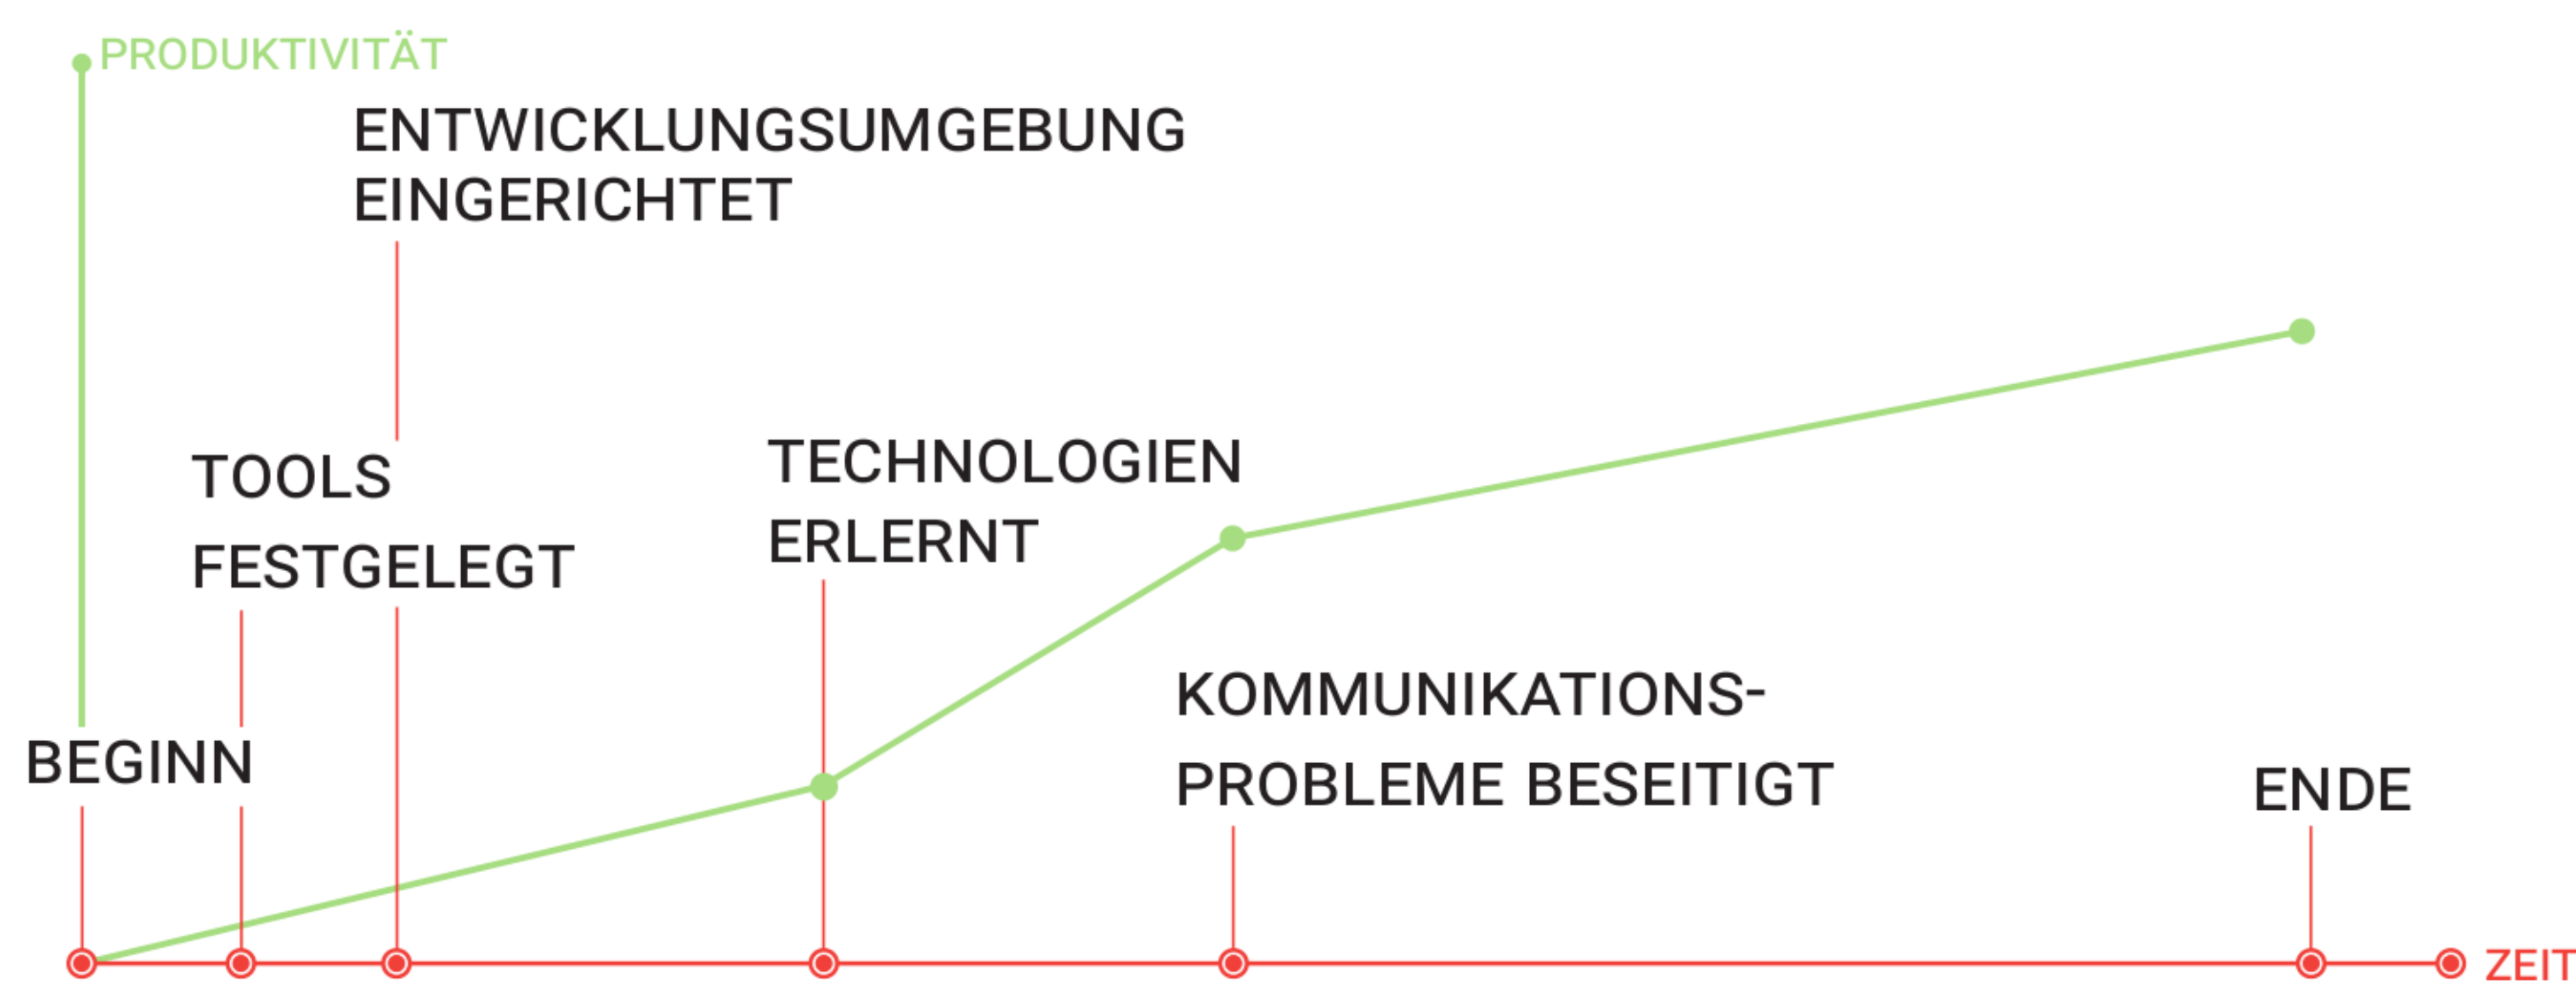 PRODUKTIVITÄT
ENTWICKLUNGSUMGEBUNG
EINGERICHTET
TOOLS
FESTGELEGT
TECHNOLOGIEN
ERLERNT
KOMMUNIKATIONS-
PROBLEME BESEITIGT
BEGINN
ENDE
ZEIT